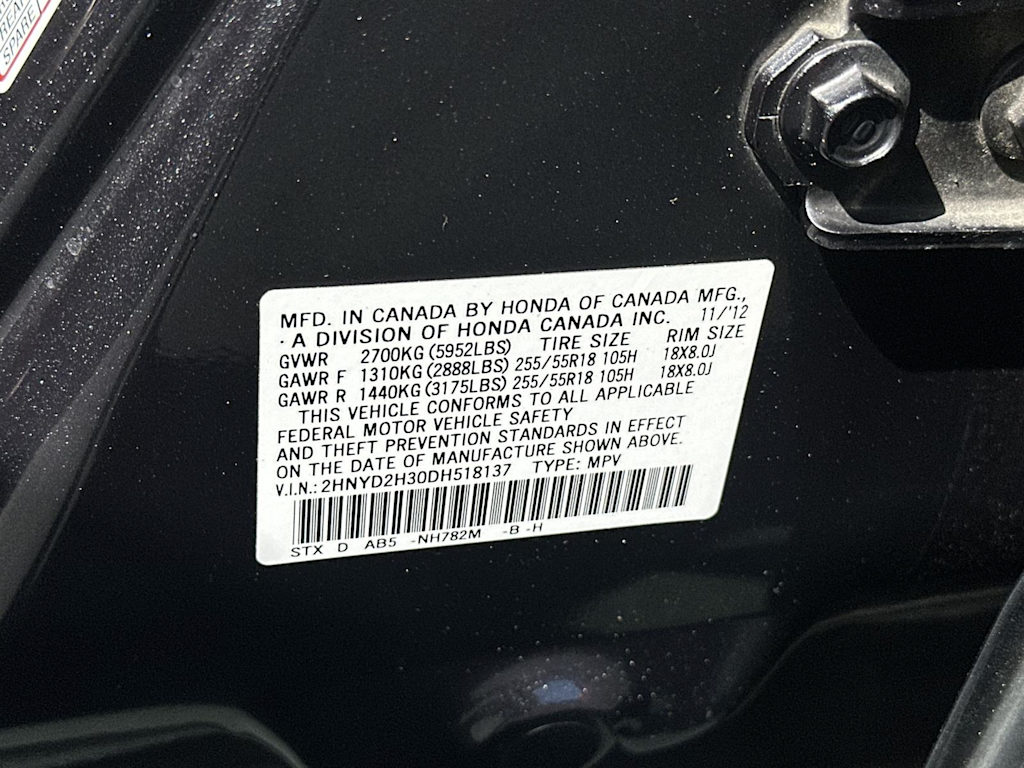 REAR
SPARE
10
MFD. IN CANADA BY HONDA OF CANADA MFG.,
· A DIVISION OF HONDA CANADA INC. 11/'12
GVWR 2700KG (5952LBS) TIRE SIZE RIM SIZE
GAWR F 1310KG (2888LBS) 255/55R18 105H 18X8.0J
GAWR R 1440KG (3175LBS) 255/55R18 105H 18X8.0J
THIS VEHICLE CONFORMS TO ALL APPLICABLE
FEDERAL MOTOR VEHICLE SAFETY
AND THEFT PREVENTION STANDARDS IN EFFECT
ON THE DATE OF MANUFACTURE SHOWN ABOVE.
V.I.N.: 2HNYD2H30DH518137 TYPE: MPV
STX D AB5 -NH782M -B -H